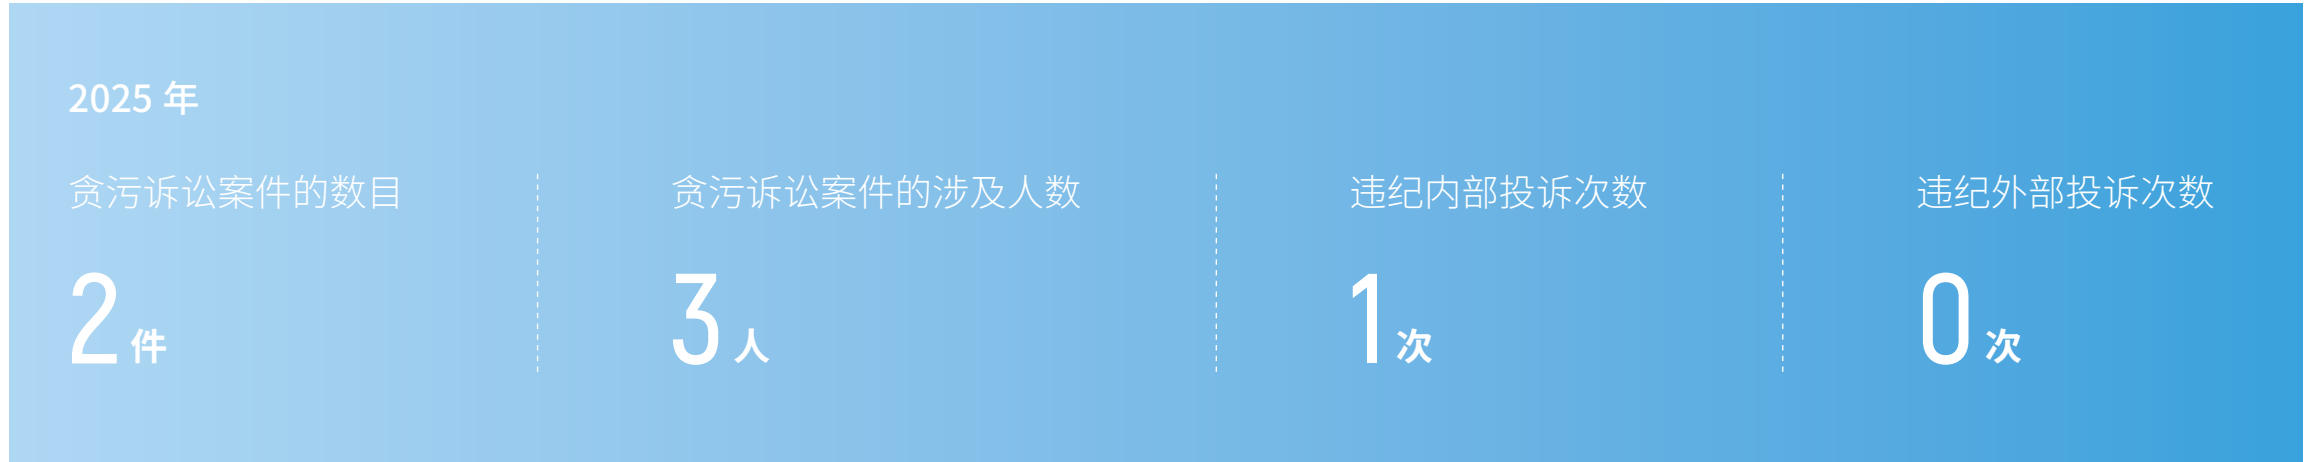 2025 年
贪污诉讼案件的数目
2 件
贪污诉讼案件的涉及人数
3 人
违纪内部投诉次数
1 次
违纪外部投诉次数
0 次